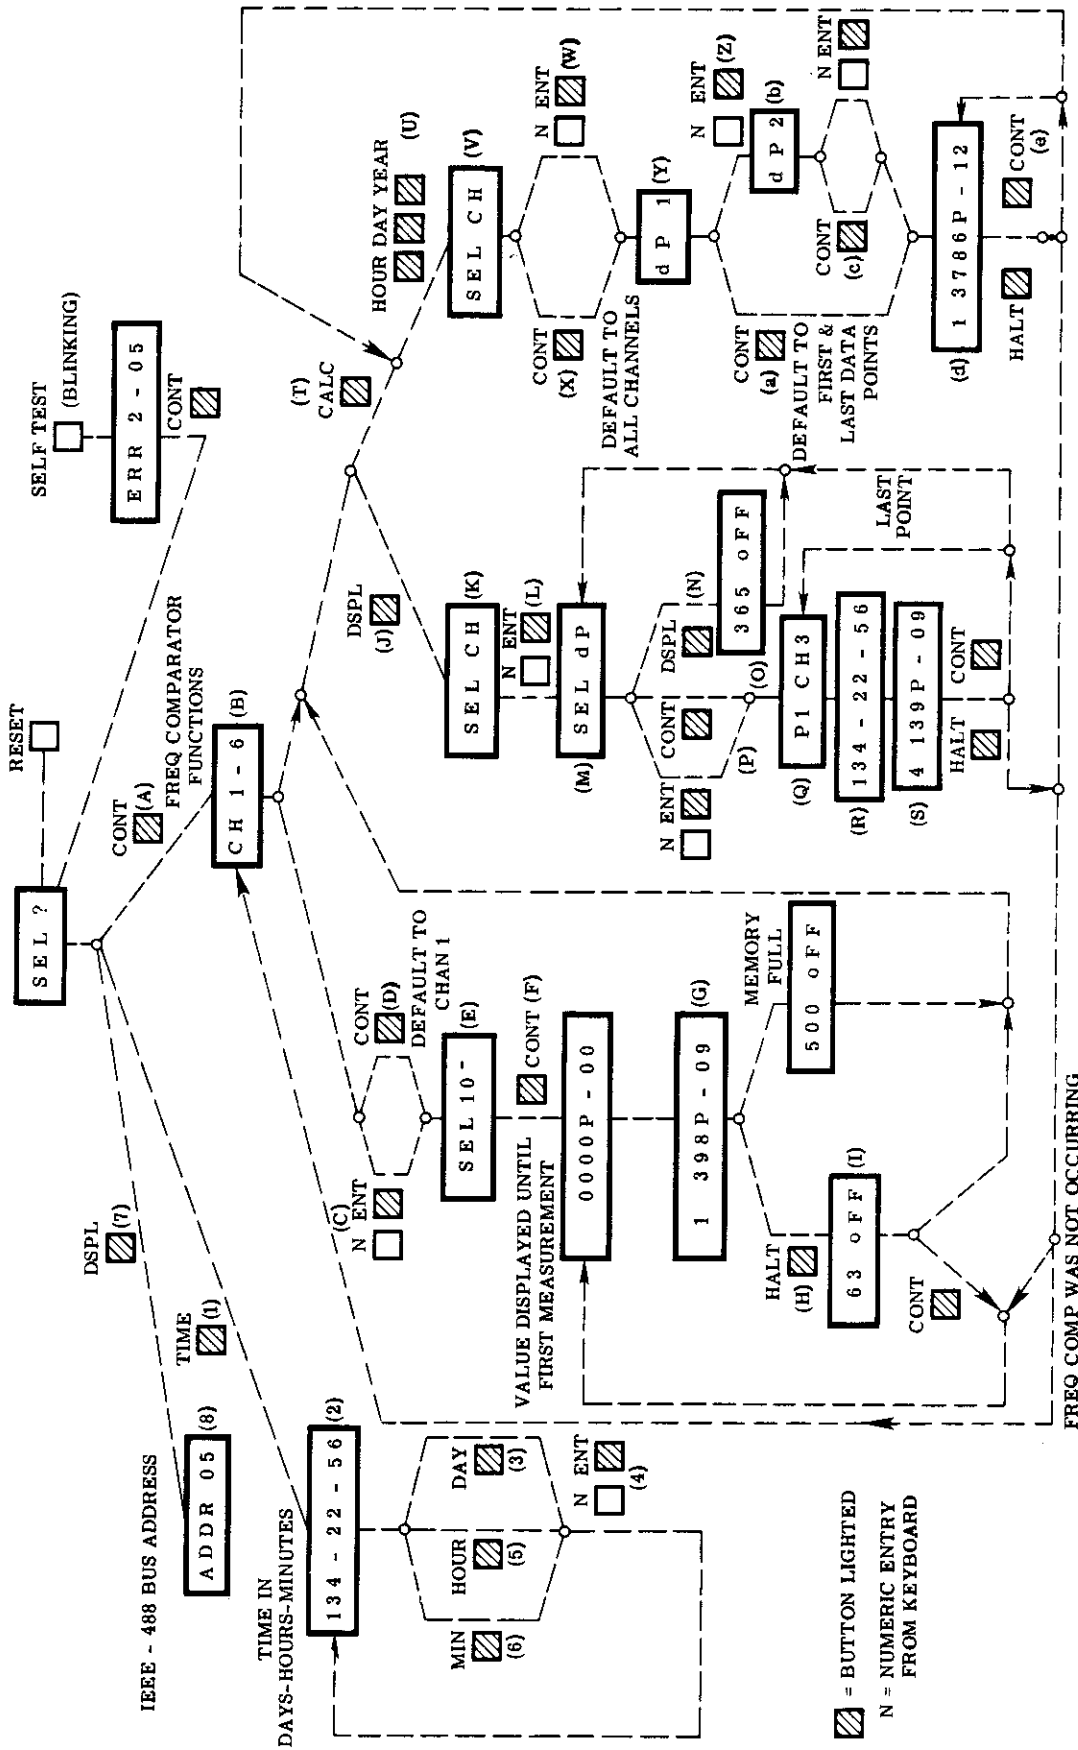 RESET
SEL ?
SELF TEST
(BLINKING)
ERR 2 - 05
CONT
CONT
(A)
FREQ COMPARATOR
FUNCTIONS
CH 1 - 6
(B)
DSPL
(7)
IEEE - 488 BUS ADDRESS
ADDR 05
(8)
TIME
(1)
TIME IN
DAYS-HOURS-MINUTES
134 - 22 - 56
(2)
MIN
(6)
HOUR
(5)
DAY
(3)
N ENT
(4)
= BUTTON LIGHTED
N = NUMERIC ENTRY
FROM KEYBOARD
(C)
N ENT
CONT
(D)
DEFAULT TO
CHAN 1
SEL 10 -
(E)
CONT (F)
VALUE DISPLAYED UNTIL
FIRST MEASUREMENT
0000P - 00
1 398P - 09
(G)
HALT
(H)
63 oFF
(I)
CONT
MEMORY
FULL
500 oFF
FREQ COMP WAS NOT OCCURRING
DSPL
(J)
SEL CH
(K)
N ENT
(L)
SEL dP
(M)
N ENT
(P)
CONT
(O)
DSPL
(N)
365 oFF
P1 CH3
(Q)
134 - 22 - 56
(R)
4 139P - 09
(S)
HALT
CONT
LAST
POINT
(T)
CALC
HOUR DAY YEAR
(U)
SEL CH
(V)
N ENT
(W)
CONT
(X)
DEFAULT TO
ALL CHANNELS
dP 1
(Y)
N ENT
(Z)
CONT
(a)
DEFAULT TO
FIRST &
LAST DATA
POINTS
dP 2
(b)
CONT
(c)
N ENT
1 3786P - 12
(d)
HALT
CONT
(e)